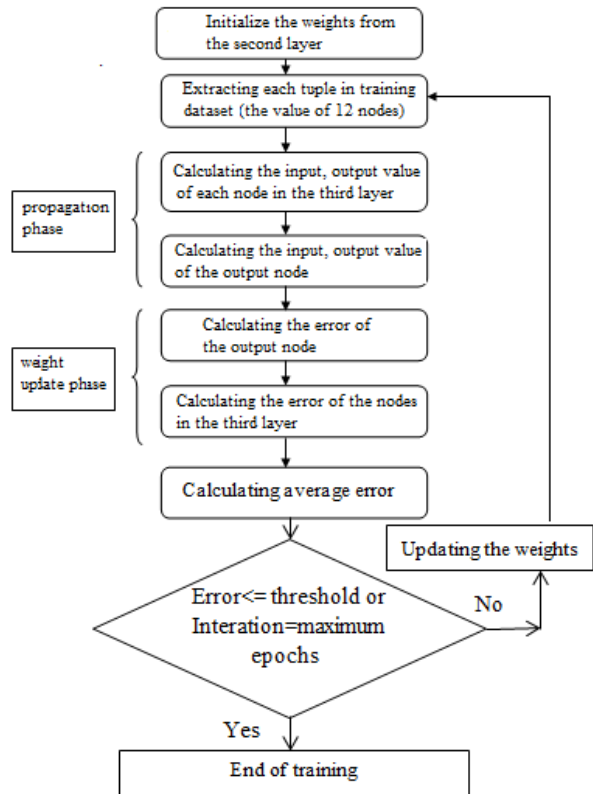 Initialize the weights from
the second layer
Extracting each tuple in training
dataset (the value of 12 nodes)
Calculating the input, output value
of each node in the third layer
propagation
phase
Calculating the input, output value
of the output node
Calculating the error of
the output node
weight
update phase
Calculating the error of the nodes
in the third layer
Calculating average error
Updating the weights
Error<= threshold or
Interation=maximum
epochs
No
Yes
End of training